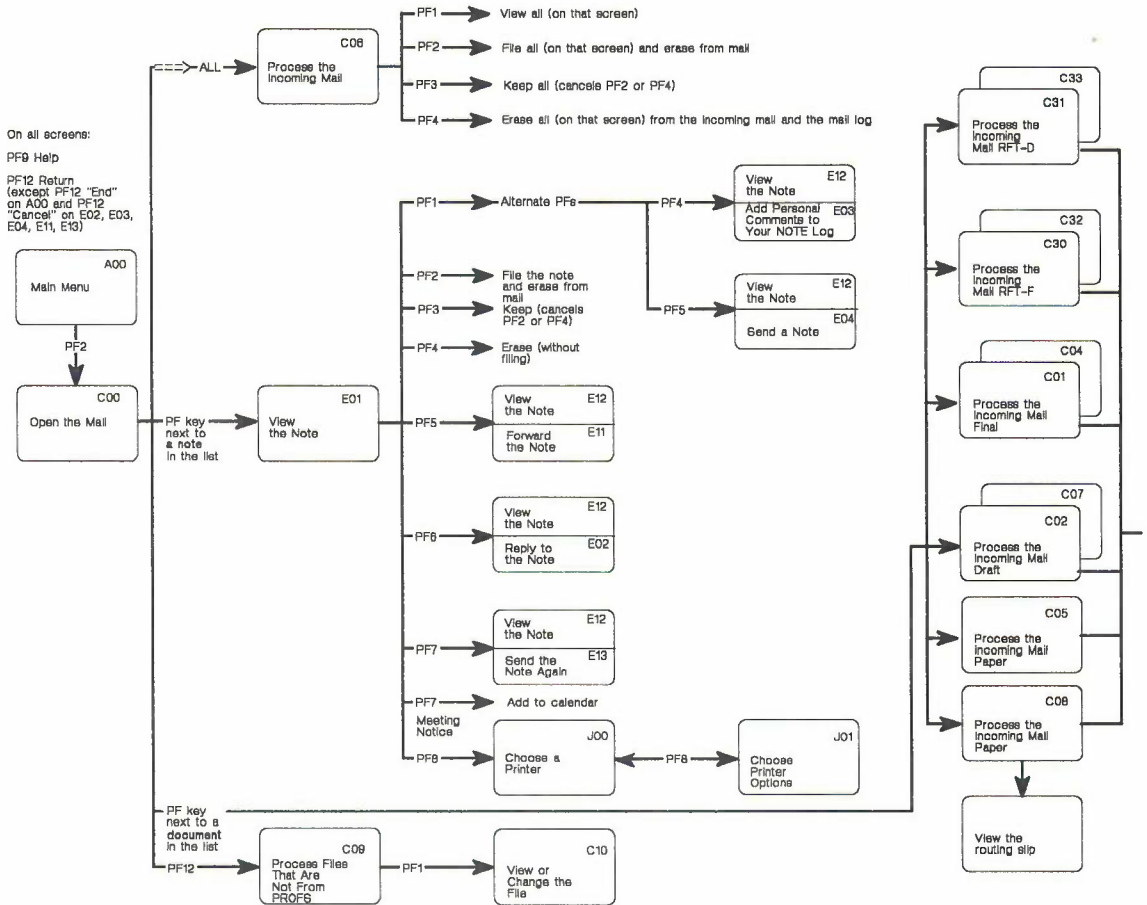 On all screens:
PF9 Help
PF12 Return
(except PF12 "End"
on A00 and PF12
"Cancel" on E02, E03,
E04, E11, E13)
A00
Main Menu
PF2
C00
Open the Mail
ALL
C06
Process the
Incoming Mail
PF1
View all (on that screen)
PF2
File all (on that screen) and erase from mail
PF3
Keep all (cancels PF2 or PF4)
PF4
Erase all (on that screen) from the incoming mail and the mail log
PF key
next to
a note
in the list
E01
View
the Note
PF1
Alternate PFs
PF4
View
the Note
E12
Add Personal
Comments to
Your NOTE Log
E03
PF5
View
the Note
E12
Send a Note
E04
PF2
File the note
and erase from
mail
PF3
Keep (cancels
PF2 or PF4)
PF4
Erase (without
filing)
PF5
View
the Note
E12
Forward
the Note
E11
PF6
View
the Note
E12
Reply to
the Note
E02
PF7
View
the Note
E12
Send the
Note Again
E13
PF7
Add to calendar
Meeting
Notice
PF8
J00
Choose a
Printer
PF8
J01
Choose
Printer
Options
PF key
next to a
document
in the list
PF12
C09
Process Files
That Are
Not From
PROFS
PF1
C10
View or
Change the
File
C33
C31
Process the
Incoming
Mail RFT-D
C32
C30
Process the
Incoming
Mail RFT-F
C04
C01
Process the
Incoming Mail
Final
C07
C02
Process the
Incoming Mail
Draft
C05
Process the
Incoming Mail
Paper
C08
Process the
Incoming Mail
Paper
View the
routing slip